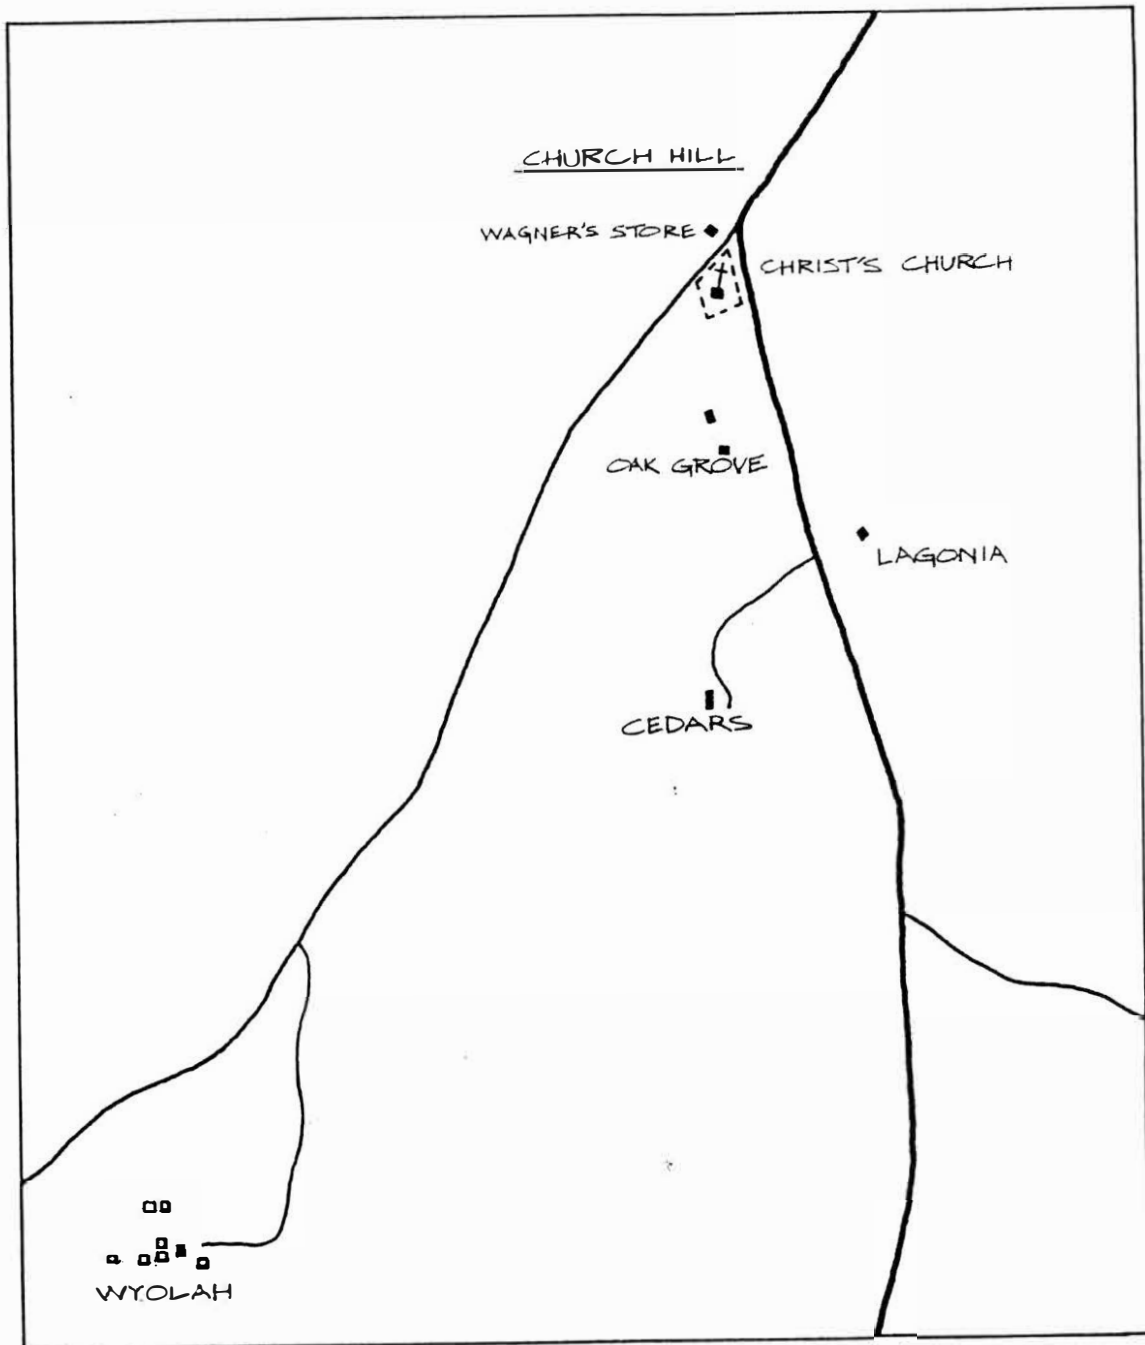 CHURCH HILL
WAGNER'S STORE
CHRIST'S CHURCH
OAK GROVE
LAGONIA
CEDARS
WYOLAH